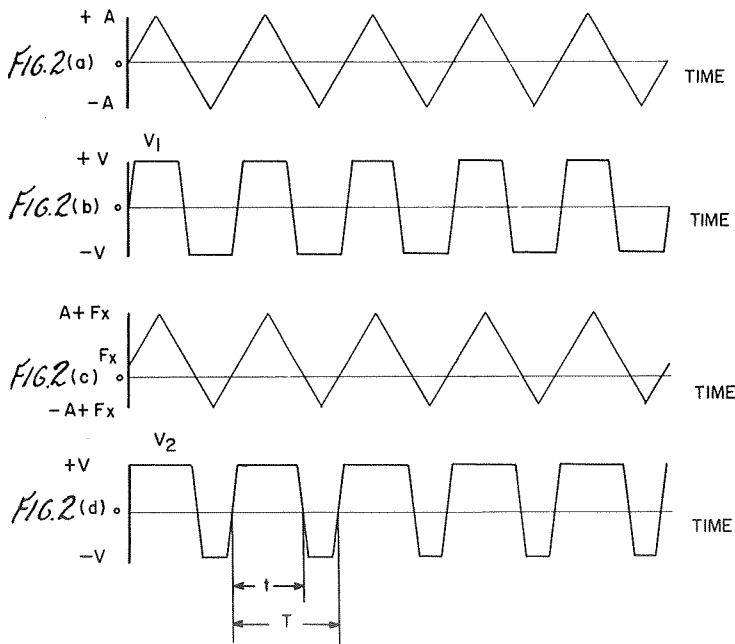 + A
FIG.2(a) o
TIME
- A
V1
+ V
FIG.2(b) o
TIME
- V
A + Fx
Fx
FIG.2(c) o
TIME
- A + Fx
V2
+V
FIG.2(d) o
TIME
-V
t
T